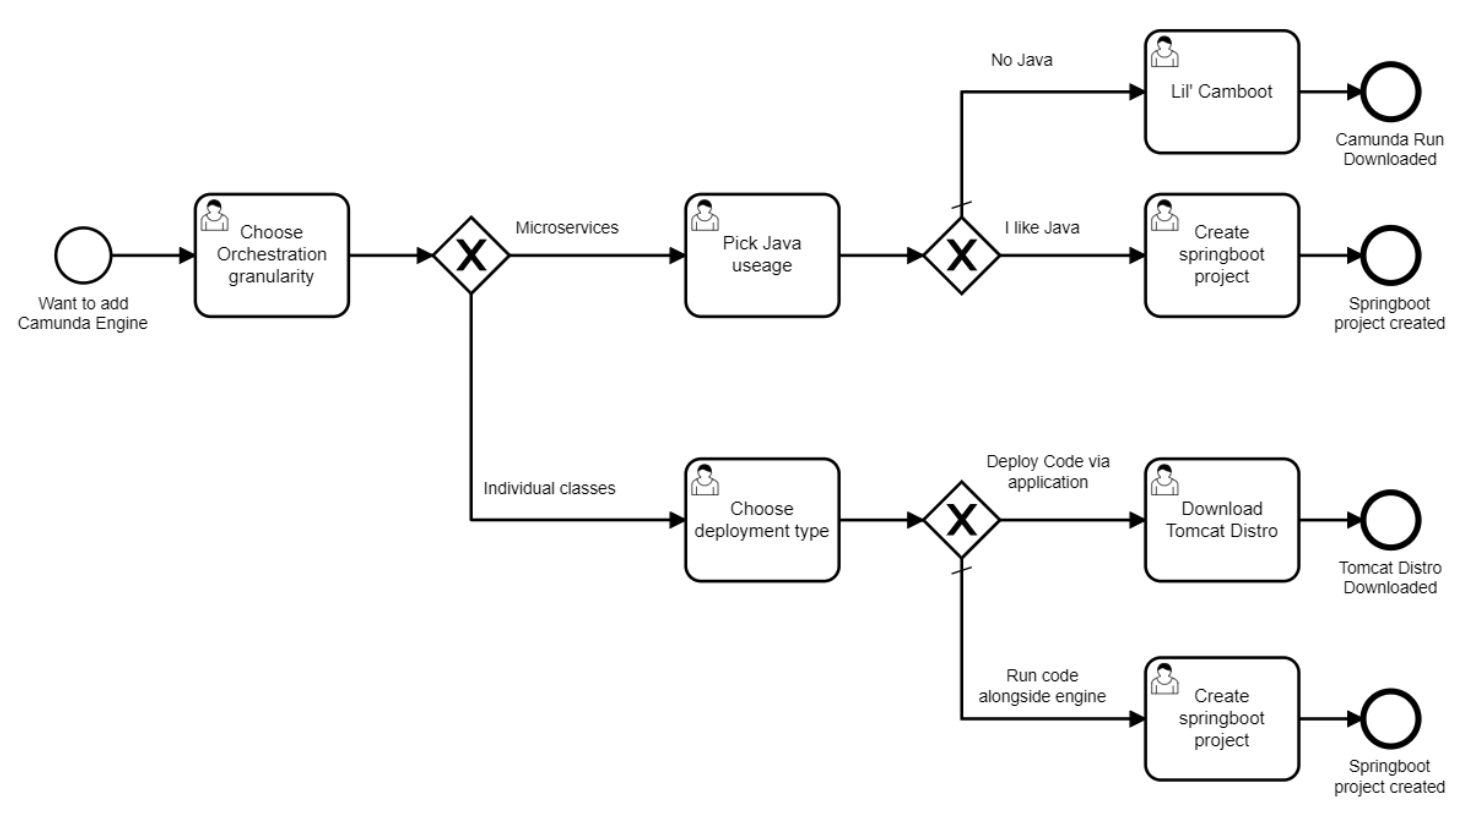 Want to add
Camunda Engine
Choose
Orchestration
granularity
X
Microservices
Individual classes
Pick Java
useage
X
No Java
I like Java
Lil' Camboot
Camunda Run
Downloaded
Create
springboot
project
Springboot
project created
Choose
deployment type
X
Deploy Code via
application
Download
Tomcat Distro
Tomcat Distro
Downloaded
Run code
alongside engine
Create
springboot
project
Springboot
project created